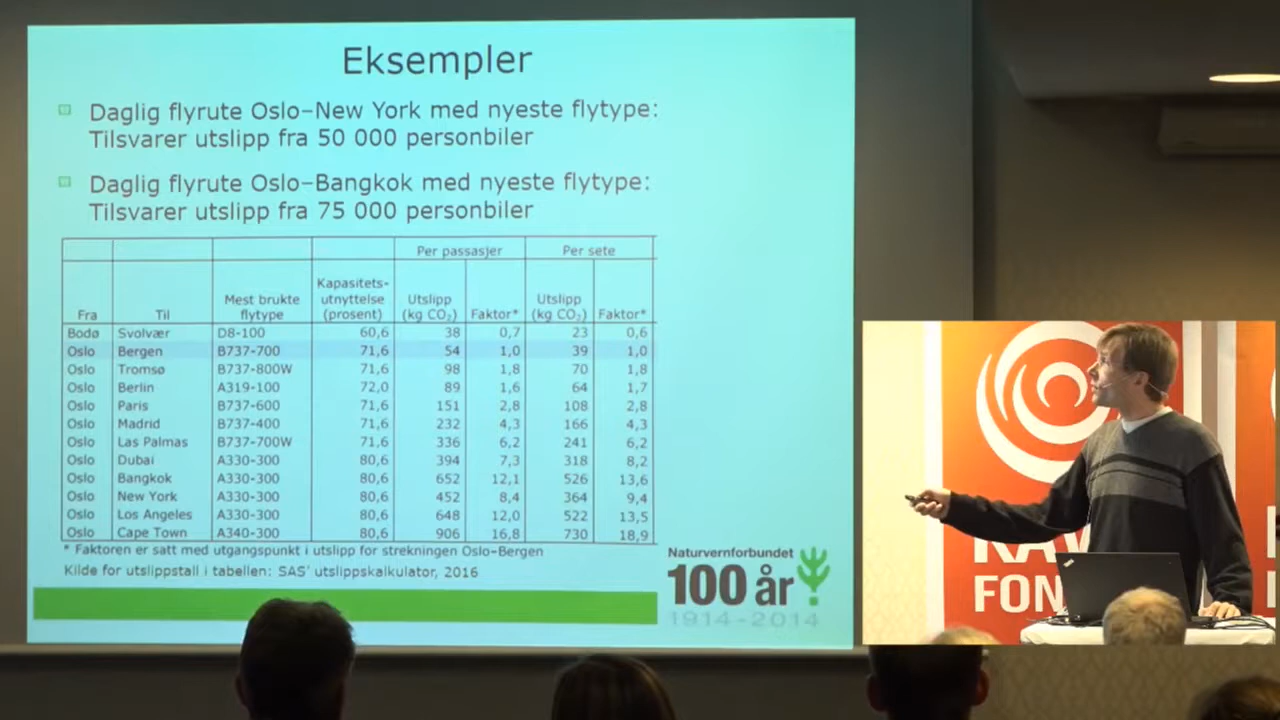 Eksempler
Daglig flyrute Oslo–New York med nyeste flytype:
Tilsvarer utslipp fra 50 000 personbiler
Daglig flyrute Oslo–Bangkok med nyeste flytype:
Tilsvarer utslipp fra 75 000 personbiler
Per passasjer Per sete
Fra Til Mest brukte flytype Kapasitets-utnyttelse (prosent) Utslipp (kg CO₂) Faktor* Utslipp (kg CO₂) Faktor*
Bodø Svolvær D8-100 60,6 38 0,7 23 0,6
Oslo Bergen B737-700 71,6 54 1,0 39 1,0
Oslo Tromsø B737-800W 71,6 98 1,8 70 1,8
Oslo Berlin A319-100 72,0 89 1,6 64 1,7
Oslo Paris B737-600 71,6 151 2,8 108 2,8
Oslo Madrid B737-400 71,6 232 4,3 166 4,3
Oslo Las Palmas B737-700W 71,6 336 6,2 241 6,2
Oslo Dubai A330-300 80,6 394 7,3 318 8,2
Oslo Bangkok A330-300 80,6 652 12,1 526 13,6
Oslo New York A330-300 80,6 452 8,4 364 9,4
Oslo Los Angeles A330-300 80,6 648 12,0 522 13,5
Oslo Cape Town A340-300 80,6 906 16,8 730 18,9
* Faktoren er satt med utgangspunkt i utslipp for strekningen Oslo–Bergen
Kilde for utslippstall i tabellen: SAS' utslippskalkulator, 2016
Naturvernforbundet
100 år
1914-2014
FON